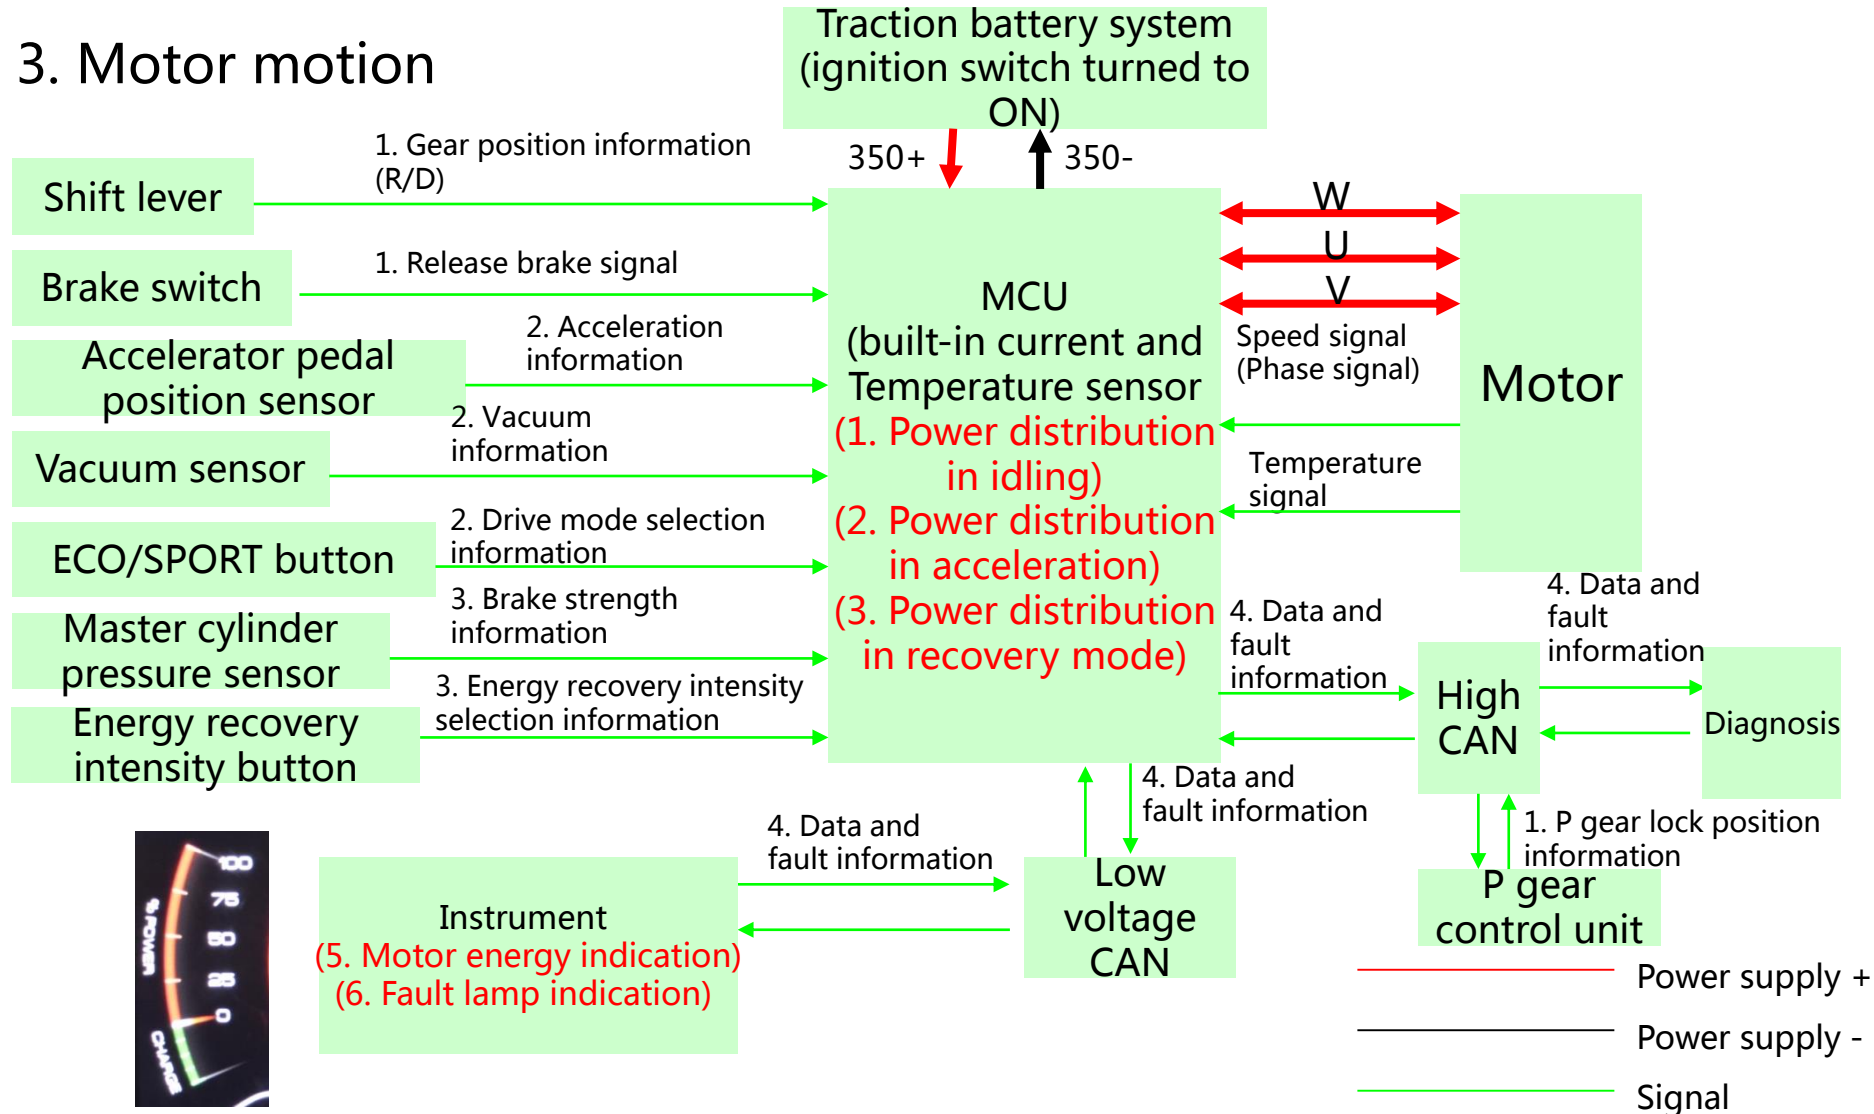 3. Motor motion
Traction battery system
(ignition switch turned to
ON)
350+
350-
Shift lever
1. Gear position information
(R/D)
Brake switch
1. Release brake signal
Accelerator pedal
position sensor
2. Acceleration
information
Vacuum sensor
2. Vacuum
information
ECO/SPORT button
2. Drive mode selection
information
Master cylinder
pressure sensor
3. Brake strength
information
Energy recovery
intensity button
3. Energy recovery intensity
selection information
MCU
(built-in current and
Temperature sensor
(1. Power distribution
in idling)
(2. Power distribution
in acceleration)
(3. Power distribution
in recovery mode)
W
U
V
Speed signal
(Phase signal)
Temperature
signal
Motor
4. Data and
fault
information
High
CAN
4. Data and
fault
information
Diagnosis
1. P gear lock position
information
P gear
control unit
4. Data and
fault information
Low
voltage
CAN
4. Data and
fault information
Instrument
(5. Motor energy indication)
(6. Fault lamp indication)
100
75
50
25
0
% POWER
CHARGE
Power supply +
Power supply -
Signal